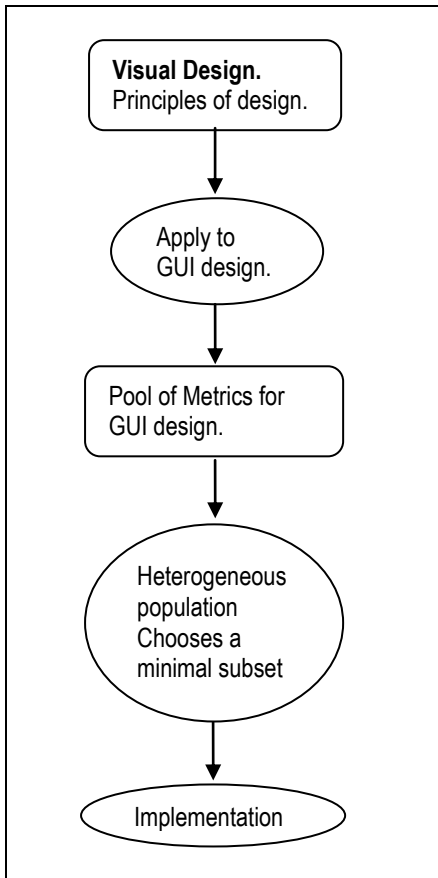 Visual Design.
Principles of design.
Apply to
GUI design.
Pool of Metrics for
GUI design.
Heterogeneous
population
Chooses a
minimal subset
Implementation